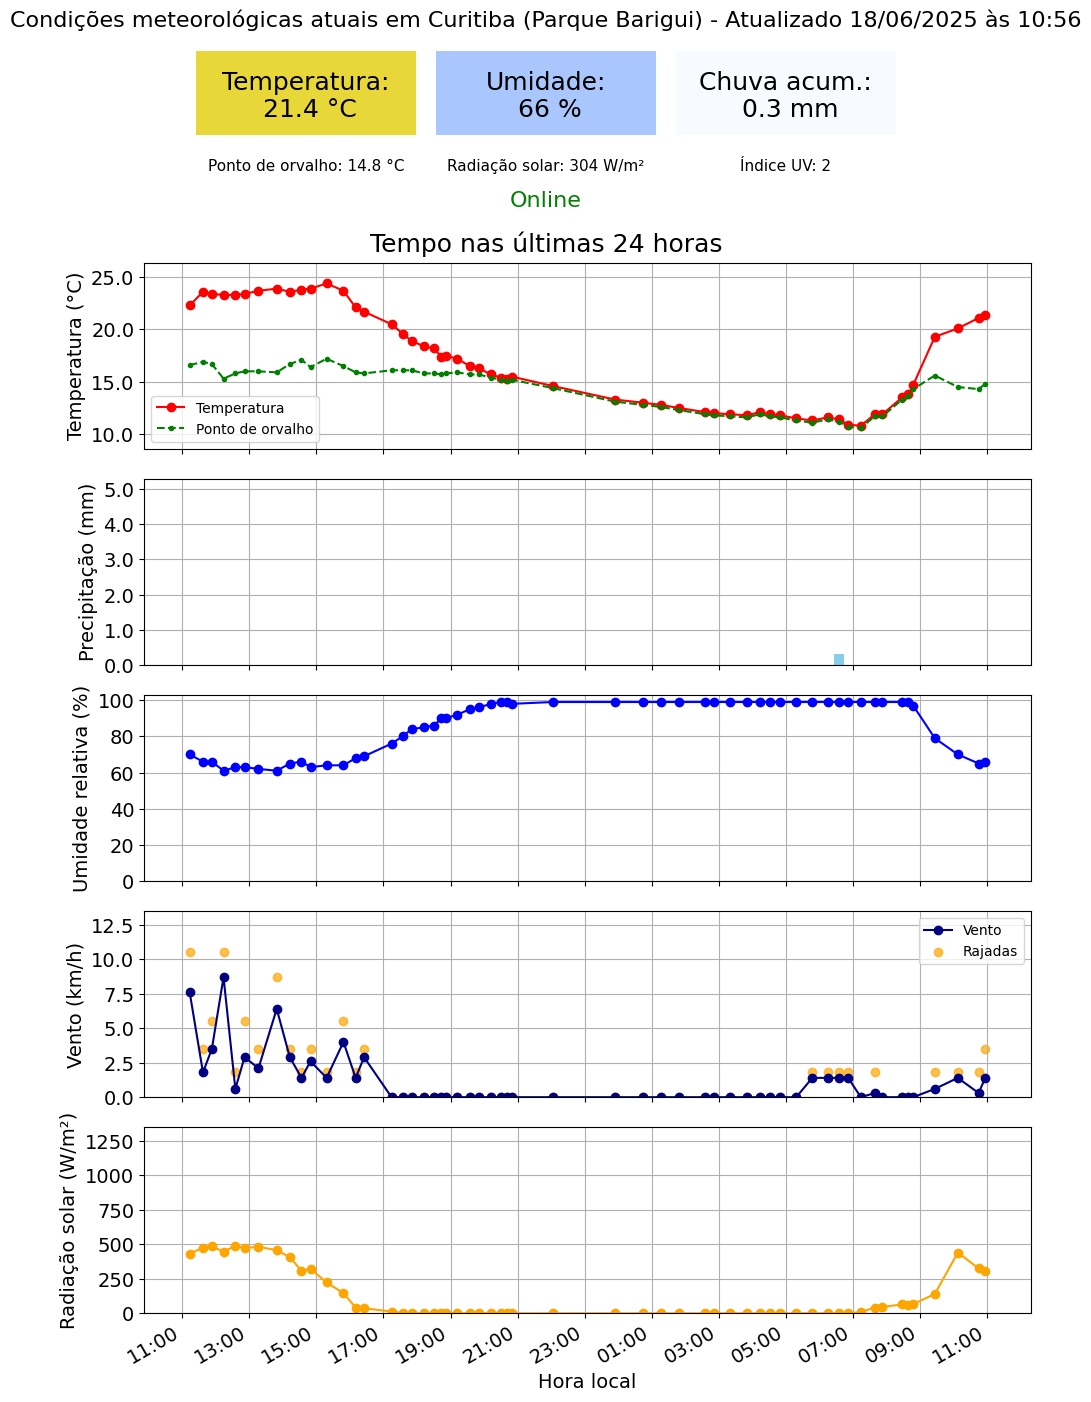 Condições meteorológicas atuais em Curitiba (Parque Barigui) - Atualizado 18/06/2025 às 10:56
Temperatura:
21.4 °C
Umidade:
66 %
Chuva acum.:
0.3 mm
Ponto de orvalho: 14.8 °C
Radiação solar: 304 W/m²
Índice UV: 2
Online
Tempo nas últimas 24 horas
Temperatura (°C)
25.0
20.0
15.0
10.0
Temperatura
Ponto de orvalho
Precipitação (mm)
5.0
4.0
3.0
2.0
1.0
0.0
Umidade relativa (%)
100
80
60
40
20
0
Vento (km/h)
12.5
10.0
7.5
5.0
2.5
0.0
Vento
Rajadas
Radiação solar (W/m²)
1250
1000
750
500
250
0
11:00
13:00
15:00
17:00
19:00
21:00
23:00
01:00
03:00
05:00
07:00
09:00
11:00
Hora local